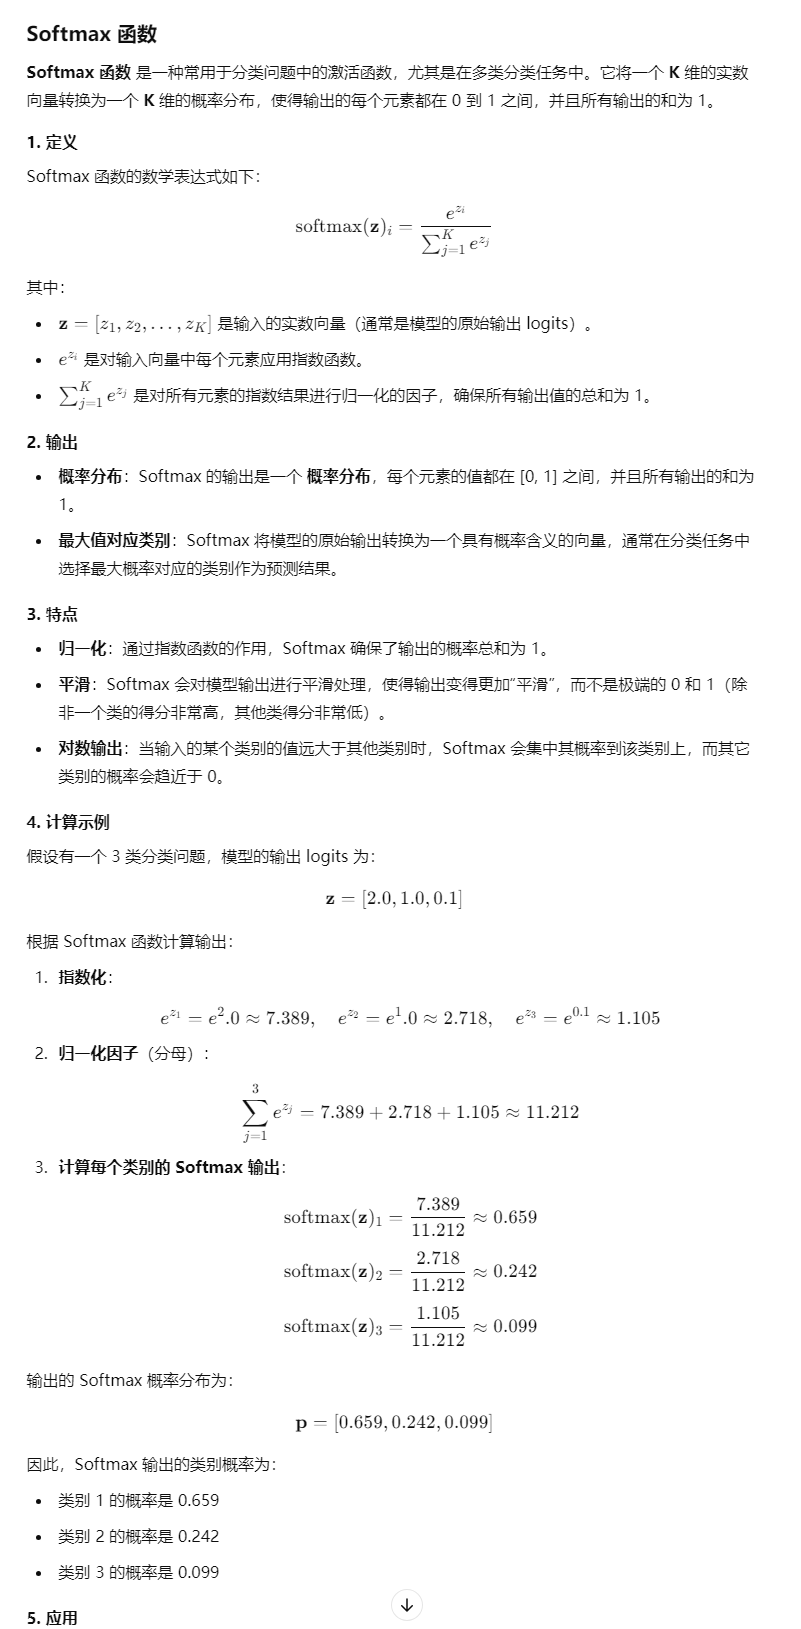 Softmax 函数
Softmax 函数 是一种常用于分类问题中的激活函数，尤其是在多类分类任务中。它将一个 K 维的实数
向量转换为一个 K 维的概率分布，使得输出的每个元素都在 0 到 1 之间，并且所有输出的和为 1。
1. 定义
Softmax 函数的数学表达式如下：
softmax(𝐳)ᵢ = \frac{e^{z_i}}{\sum_{j=1}^{K} e^{z_j}}
其中：
• 𝐳 = [z₁, z₂, …, z_K] 是输入的实数向量（通常是模型的原始输出 logits）。
• e^{z_i} 是对输入向量中每个元素应用指数函数。
• \sum_{j=1}^{K} e^{z_j} 是对所有元素的指数结果进行归一化的因子，确保所有输出值的总和为 1。
2. 输出
• 概率分布：Softmax 的输出是一个 概率分布，每个元素的值都在 [0, 1] 之间，并且所有输出的和为
1。
• 最大值对应类别：Softmax 将模型的原始输出转换为一个具有概率含义的向量，通常在分类任务中
选择最大概率对应的类别作为预测结果。
3. 特点
• 归一化：通过指数函数的作用，Softmax 确保了输出的概率总和为 1。
• 平滑：Softmax 会对模型输出进行平滑处理，使得输出变得更加“平滑”，而不是极端的 0 和 1（除
非一个类的得分非常高，其他类得分非常低）。
• 对数输出：当输入的某个类别的值远大于其他类别时，Softmax 会集中其概率到该类别上，而其它
类别的概率会趋近于 0。
4. 计算示例
假设有一个 3 类分类问题，模型的输出 logits 为：
𝐳 = [2.0, 1.0, 0.1]
根据 Softmax 函数计算输出：
1. 指数化：
e^{z_1} = e^2.0 ≈ 7.389, e^{z_2} = e^1.0 ≈ 2.718, e^{z_3} = e^{0.1} ≈ 1.105
2. 归一化因子（分母）：
\sum_{j=1}^{3} e^{z_j} = 7.389 + 2.718 + 1.105 ≈ 11.212
3. 计算每个类别的 Softmax 输出：
softmax(𝐳)₁ = \frac{7.389}{11.212} ≈ 0.659
softmax(𝐳)₂ = \frac{2.718}{11.212} ≈ 0.242
softmax(𝐳)₃ = \frac{1.105}{11.212} ≈ 0.099
输出的 Softmax 概率分布为：
𝐩 = [0.659, 0.242, 0.099]
因此，Softmax 输出的类别概率为：
• 类别 1 的概率是 0.659
• 类别 2 的概率是 0.242
• 类别 3 的概率是 0.099
5. 应用